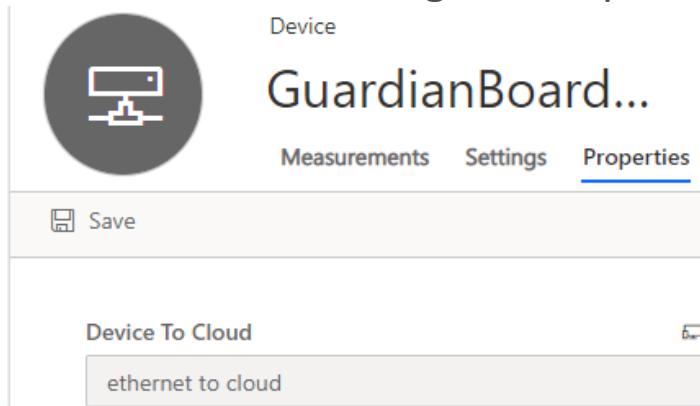 Device
GuardianBoard...
Measurements Settings Properties
Save
Device To Cloud
ethernet to cloud